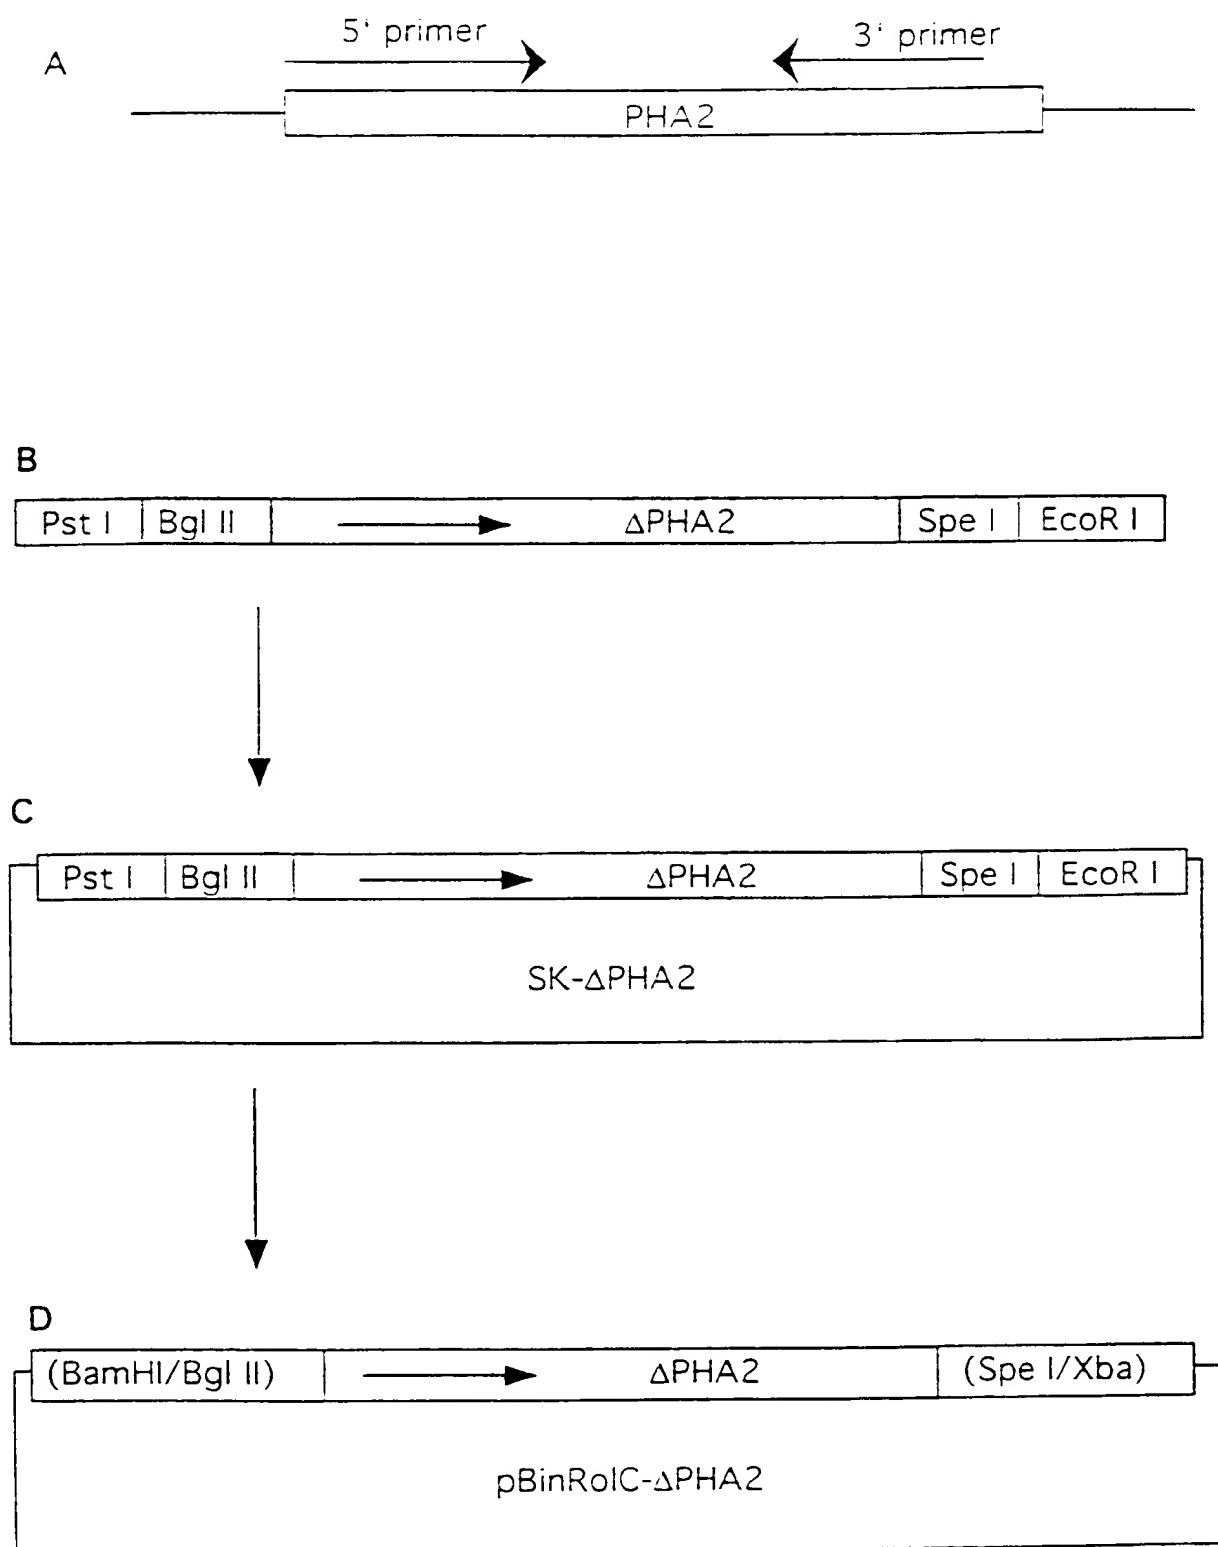 A
5' primer
3' primer
PHA2
B
Pst I
Bgl II
ΔPHA2
Spe I
EcoR I
C
Pst I
Bgl II
ΔPHA2
Spe I
EcoR I
SK-ΔPHA2
D
(BamHI/Bgl II)
ΔPHA2
(Spe I/Xba)
pBinRolC-ΔPHA2